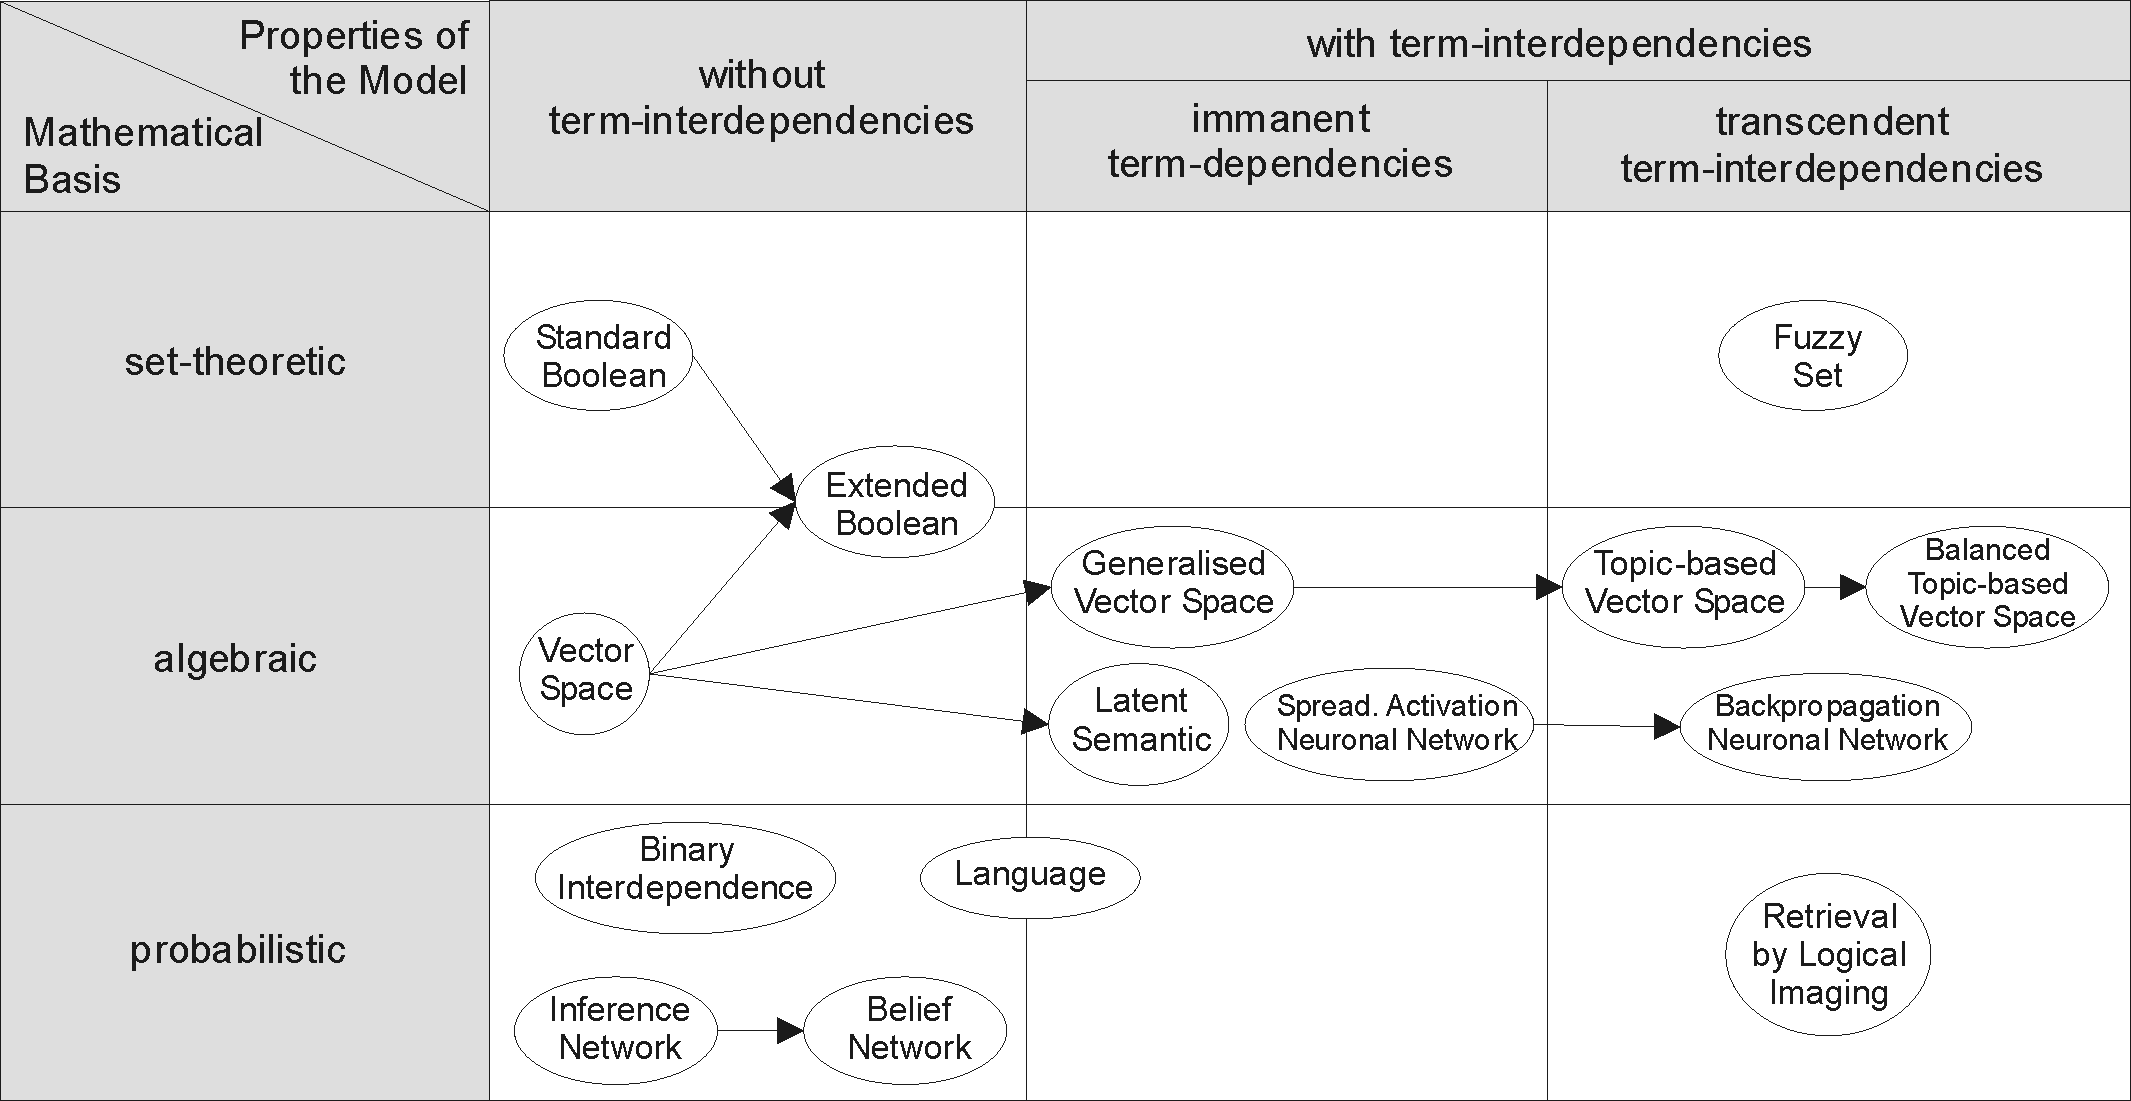 Properties of
the Model
Mathematical
Basis
without
term-interdependencies
with term-interdependencies
immanent
term-dependencies
transcendent
term-interdependencies
set-theoretic
Standard
Boolean
Extended
Boolean
Fuzzy
Set
algebraic
Vector
Space
Generalised
Vector Space
Latent
Semantic
Spread. Activation
Neuronal Network
Topic-based
Vector Space
Balanced
Topic-based
Vector Space
Backpropagation
Neuronal Network
probabilistic
Binary
Interdependence
Language
Inference
Network
Belief
Network
Retrieval
by Logical
Imaging